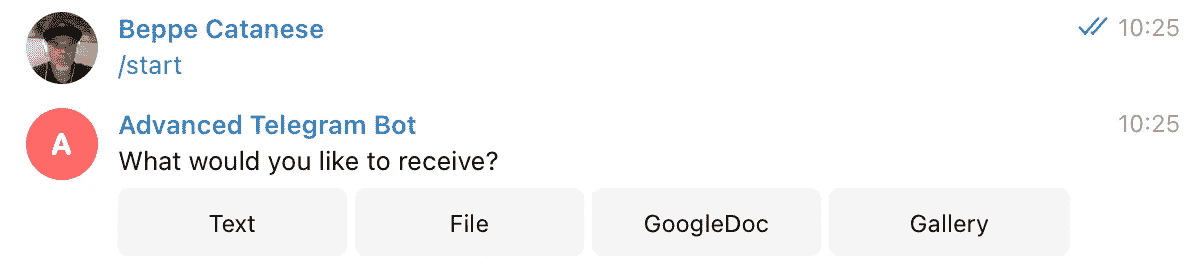 Beppe Catanese 10:25
/start
A Advanced Telegram Bot 10:25
What would you like to receive?
Text File GoogleDoc Gallery